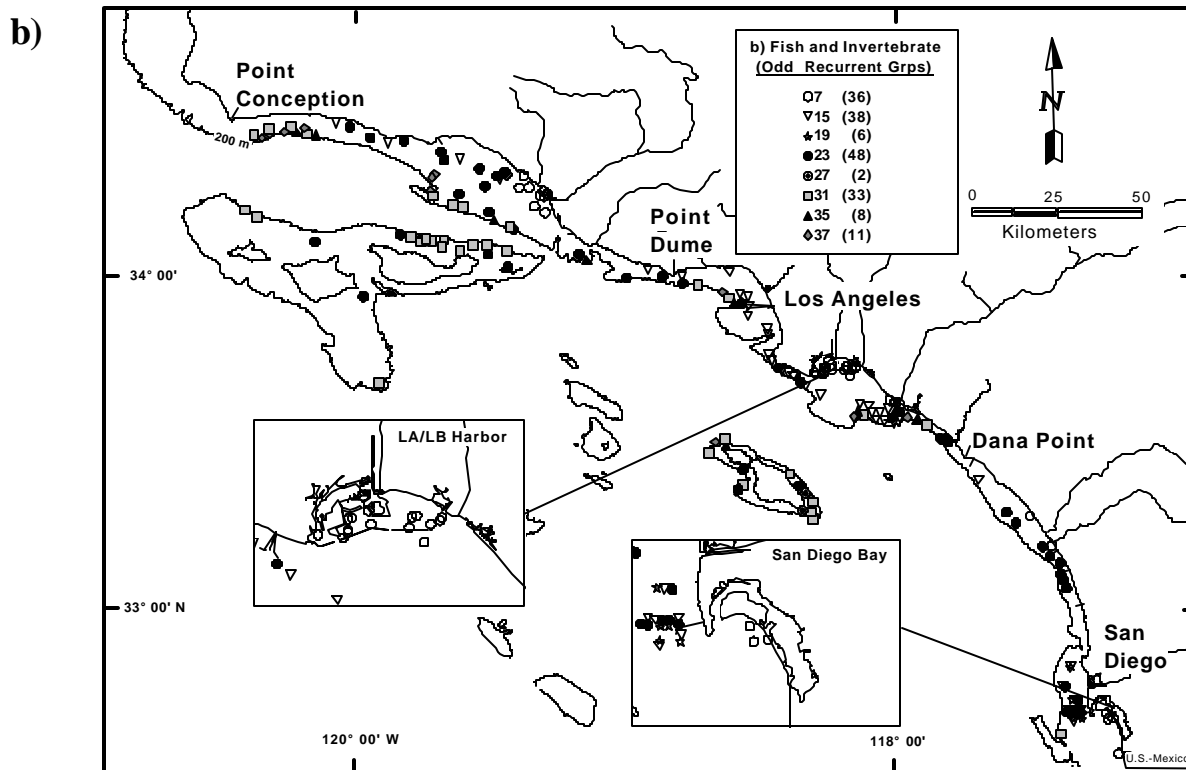 b)
Point
Conception
200 m
b) Fish and Invertebrate
(Odd Recurrent Grps)
7 (36)
15 (38)
19 (6)
23 (48)
27 (2)
31 (33)
35 (8)
37 (11)
N
0 25 50
Kilometers
Point
Dume
34° 00'
Los Angeles
LA/LB Harbor
Dana Point
San Diego Bay
33° 00' N
San
Diego
120° 00' W
118° 00'
U.S.-Mexico